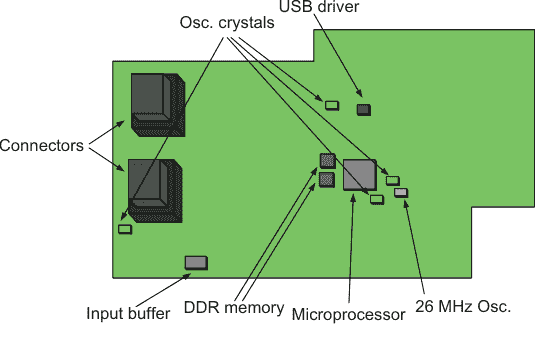 USB driver
Osc. crystals
Connectors
Input buffer
DDR memory
Microprocessor
26 MHz Osc.